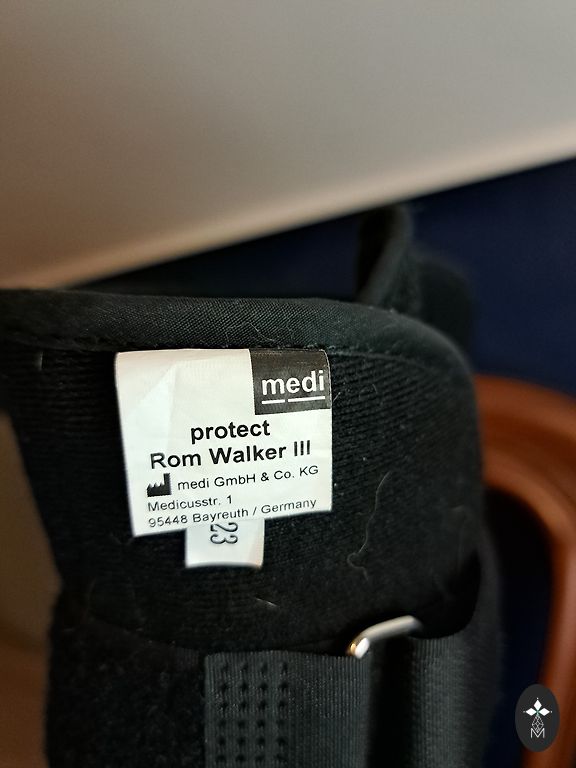 medi
protect
Rom Walker III
medi GmbH & Co. KG
Medicusstr. 1
95448 Bayreuth / Germany
23